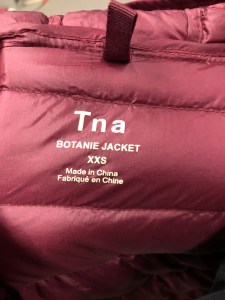 Tna
BOTANIE JACKET
XXS
Made in China
Fabriqué en Chine